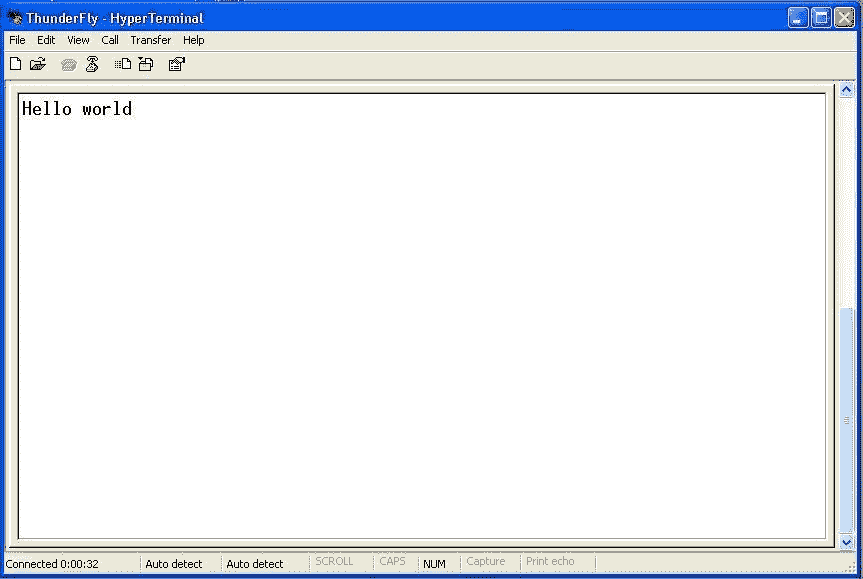 ThunderFly - HyperTerminal
File Edit View Call Transfer Help
Hello world
Connected 0:00:32 Auto detect Auto detect SCROLL CAPS NUM Capture Print echo